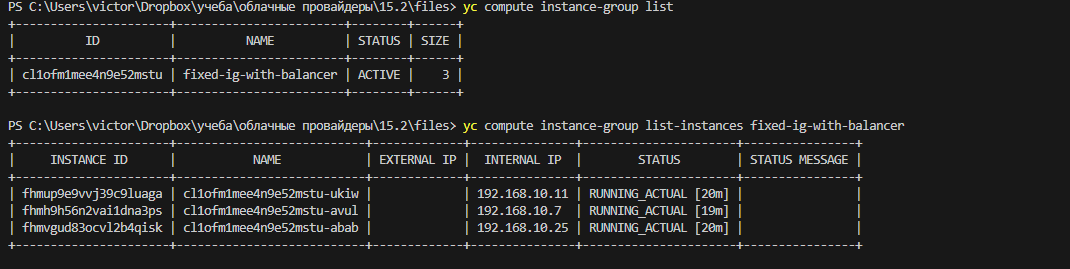 PS C:\Users\victor\Dropbox\учеба\облачные провайдеры\15.2\files> yc compute instance-group list
+----------------------+------------------------+--------+------+
|          ID          |          NAME          | STATUS | SIZE |
+----------------------+------------------------+--------+------+
| cl1ofm1mee4n9e52mstu | fixed-ig-with-balancer | ACTIVE |    3 |
+----------------------+------------------------+--------+------+
PS C:\Users\victor\Dropbox\учеба\облачные провайдеры\15.2\files> yc compute instance-group list-instances fixed-ig-with-balancer
+----------------------+---------------------------+-------------+---------------+----------------------+----------------+
|     INSTANCE ID      |           NAME            | EXTERNAL IP |  INTERNAL IP  |        STATUS        | STATUS MESSAGE |
+----------------------+---------------------------+-------------+---------------+----------------------+----------------+
| fhmup9e9vvj39c9luaga | cl1ofm1mee4n9e52mstu-ukiw |             | 192.168.10.11 | RUNNING_ACTUAL [20m] |                |
| fhmh9h56n2vai1dna3ps | cl1ofm1mee4n9e52mstu-avul |             | 192.168.10.7  | RUNNING_ACTUAL [19m] |                |
| fhmvgud83ocvl2b4qisk | cl1ofm1mee4n9e52mstu-abab |             | 192.168.10.25 | RUNNING_ACTUAL [20m] |                |
+----------------------+---------------------------+-------------+---------------+----------------------+----------------+